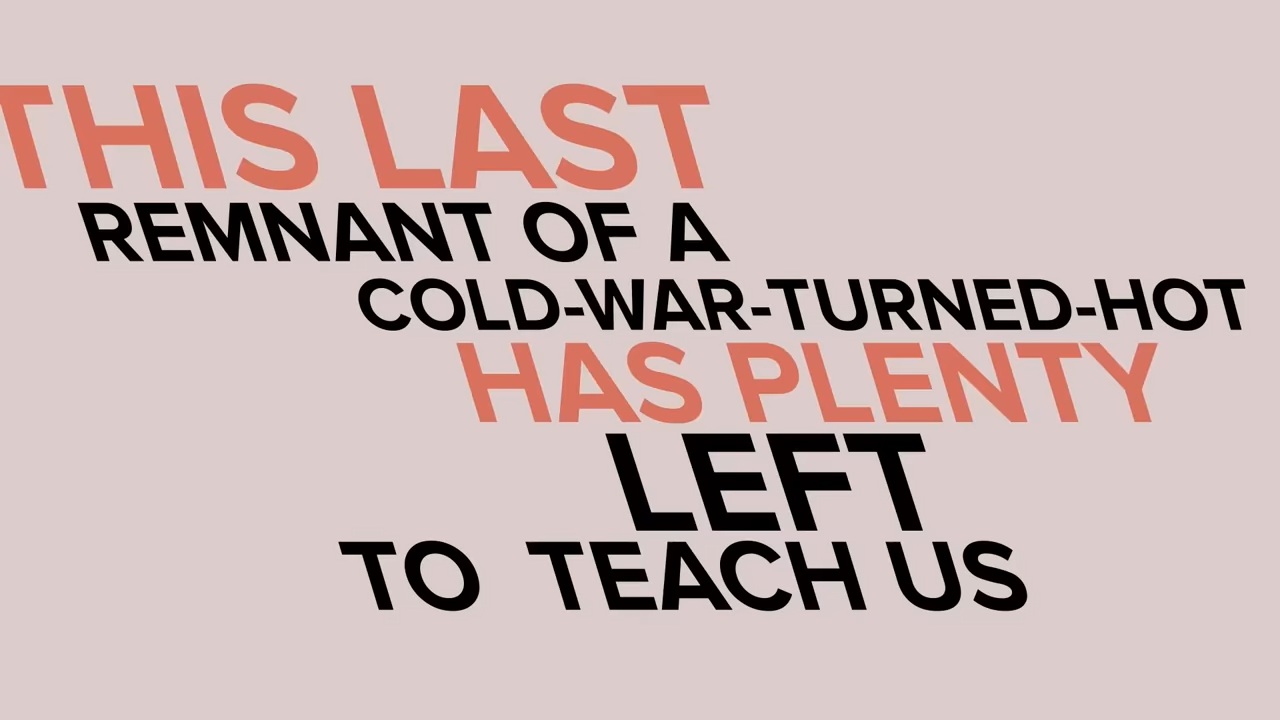 THIS LAST
REMNANT OF A
COLD-WAR-TURNED-HOT
HAS PLENTY
LEFT
TO TEACH US